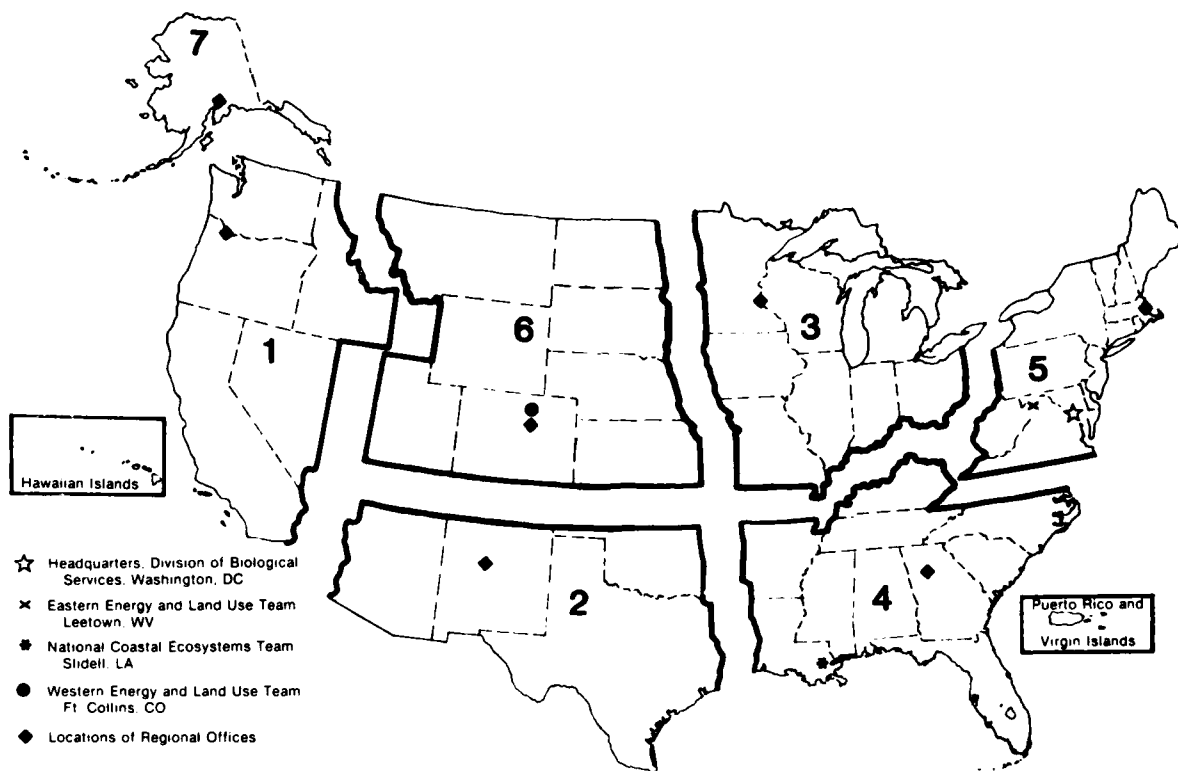 7
6
3
1
5
Hawaiian Islands
2
4
Puerto Rico and
Virgin Islands
Headquarters, Division of Biological
Services, Washington, DC
Eastern Energy and Land Use Team
Leetown, WV
National Coastal Ecosystems Team
Slidell, LA
Western Energy and Land Use Team
Ft. Collins, CO
Locations of Regional Offices